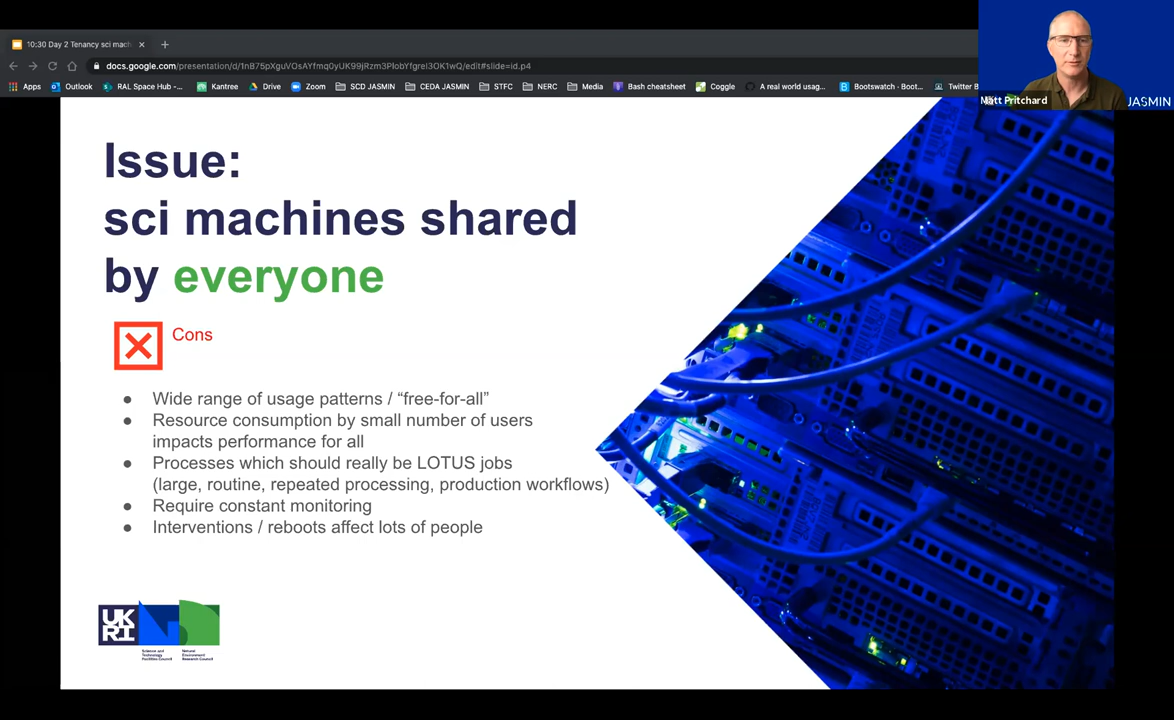 10:30 Day 2 Tenancy sci mach
docs.google.com/presentation/d/1nB75pXguVQsAYfmq0yUK99jRzm3PIobYfgreI3OK1wQ/edit#slide=id.p4
Apps Outlook RAL Space Hub -... Kantree Drive Zoom SCD JASMIN CEDA JASMIN STFC NERC Media Bash cheatsheet Coggle A real world usag... Bootswatch - Boot... Twitter B
Matt Pritchard
JASMIN
Issue:
sci machines shared
by everyone
Cons
Wide range of usage patterns / “free-for-all”
Resource consumption by small number of users
impacts performance for all
Processes which should really be LOTUS jobs
(large, routine, repeated processing, production workflows)
Require constant monitoring
Interventions / reboots affect lots of people
UK
RI
Science and
Technology
Facilities Council
Natural
Environment
Research Council